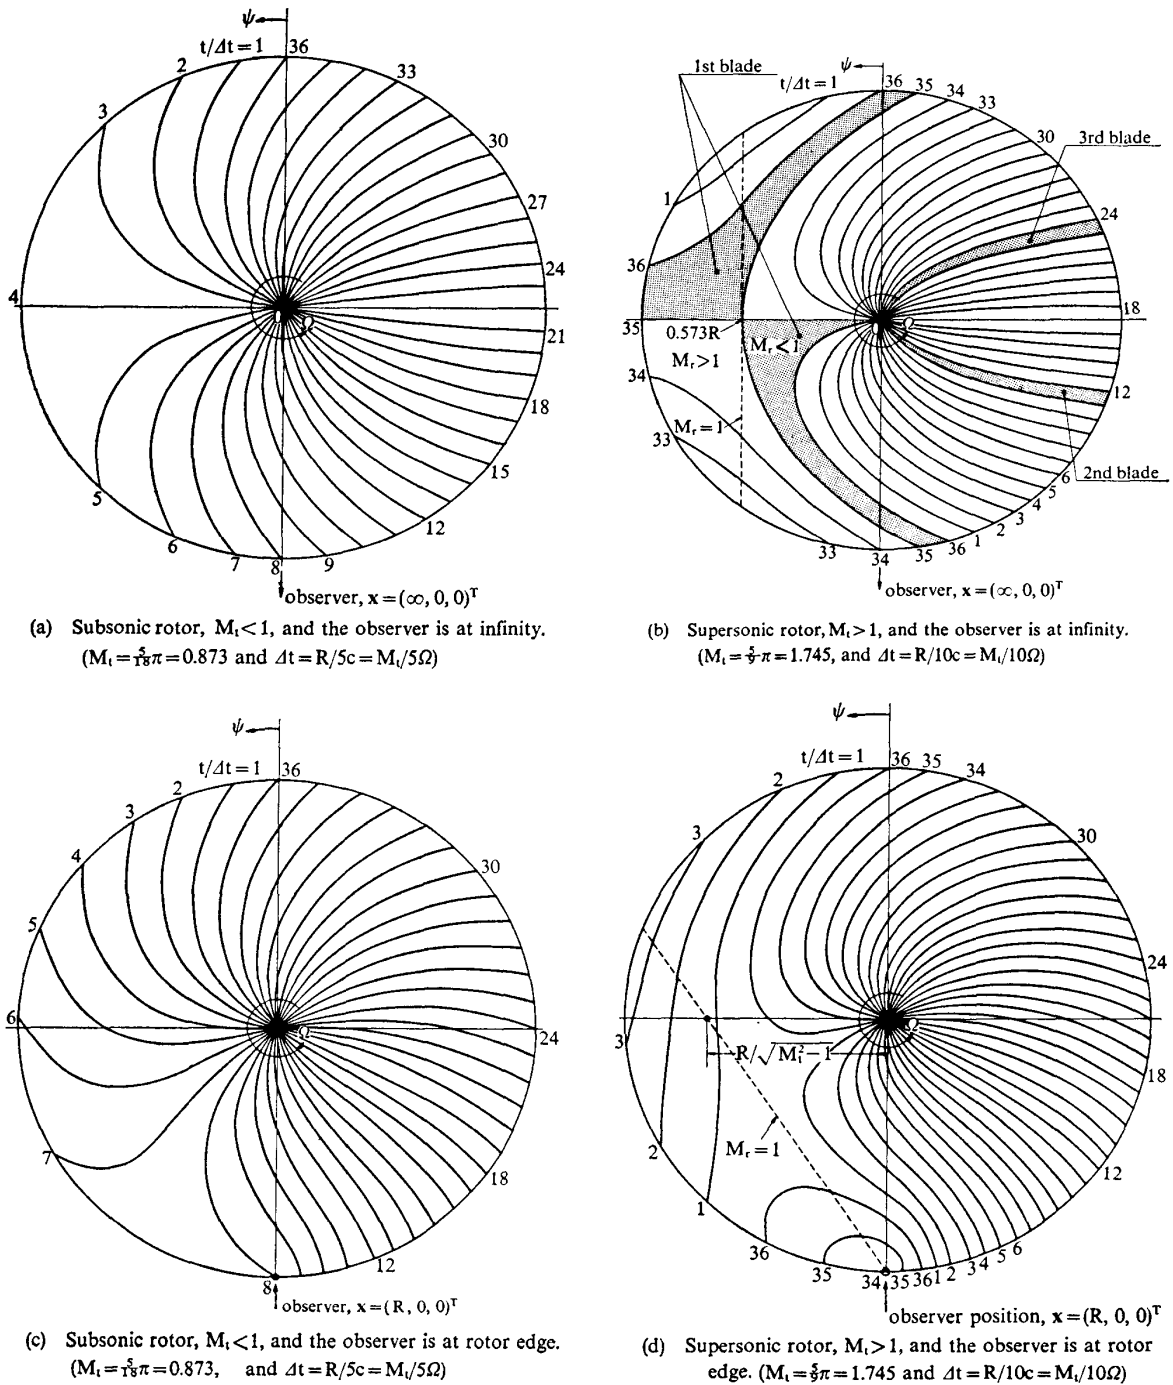 ψ
t/Δt=1
36
2
33
3
30
27
24
4
Ω
21
18
5
15
6
12
7
8
9
observer, x=(∞, 0, 0)ᵀ
(a) Subsonic rotor, Mₜ<1, and the observer is at infinity.
(Mₜ=5/18π=0.873 and Δt=R/5c=Mₜ/5Ω)
1st blade
ψ
t/Δt=1
36
35
34
33
30
3rd blade
1
24
36
18
35
0.573R
Mᵣ<1
Mᵣ>1
34
Mᵣ=1
12
33
6
2nd blade
5
4
3
2
33
34
35
36
1
observer, x=(∞, 0, 0)ᵀ
(b) Supersonic rotor, Mₜ>1, and the observer is at infinity.
(Mₜ=5/9π=1.745, and Δt=R/10c=Mₜ/10Ω)
ψ
t/Δt=1
36
2
3
4
30
5
6
Ω
24
7
18
12
8
observer, x=(R, 0, 0)ᵀ
(c) Subsonic rotor, Mₜ<1, and the observer is at rotor edge.
(Mₜ=5/18π=0.873, and Δt=R/5c=Mₜ/5Ω)
ψ
t/Δt=1
36
35
34
2
3
30
24
Ω
3
R/√Mₜ²−1
18
Mᵣ=1
2
12
1
36
6
5
35
34
35
36
1
2
3
4
observer position, x=(R, 0, 0)ᵀ
(d) Supersonic rotor, Mₜ>1, and the observer is at rotor
edge. (Mₜ=5/9π=1.745 and Δt=R/10c=Mₜ/10Ω)